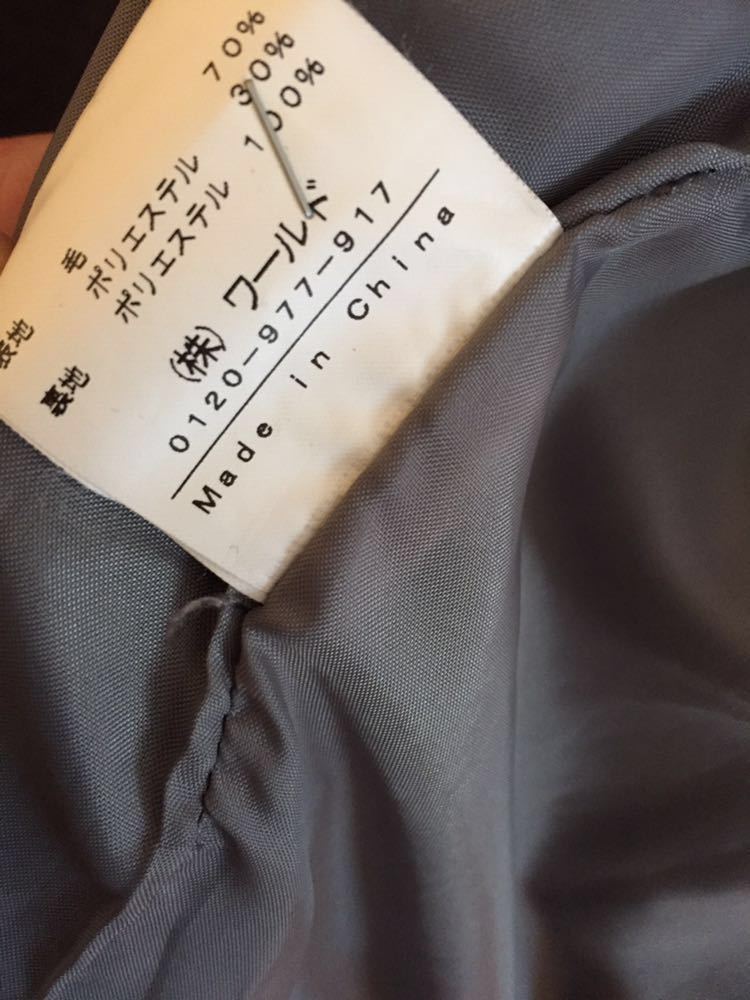 表地 毛 70%
ポリエステル 30%
裏地 ポリエステル 100%
(株) ワールド
0120-977-917
Made in China